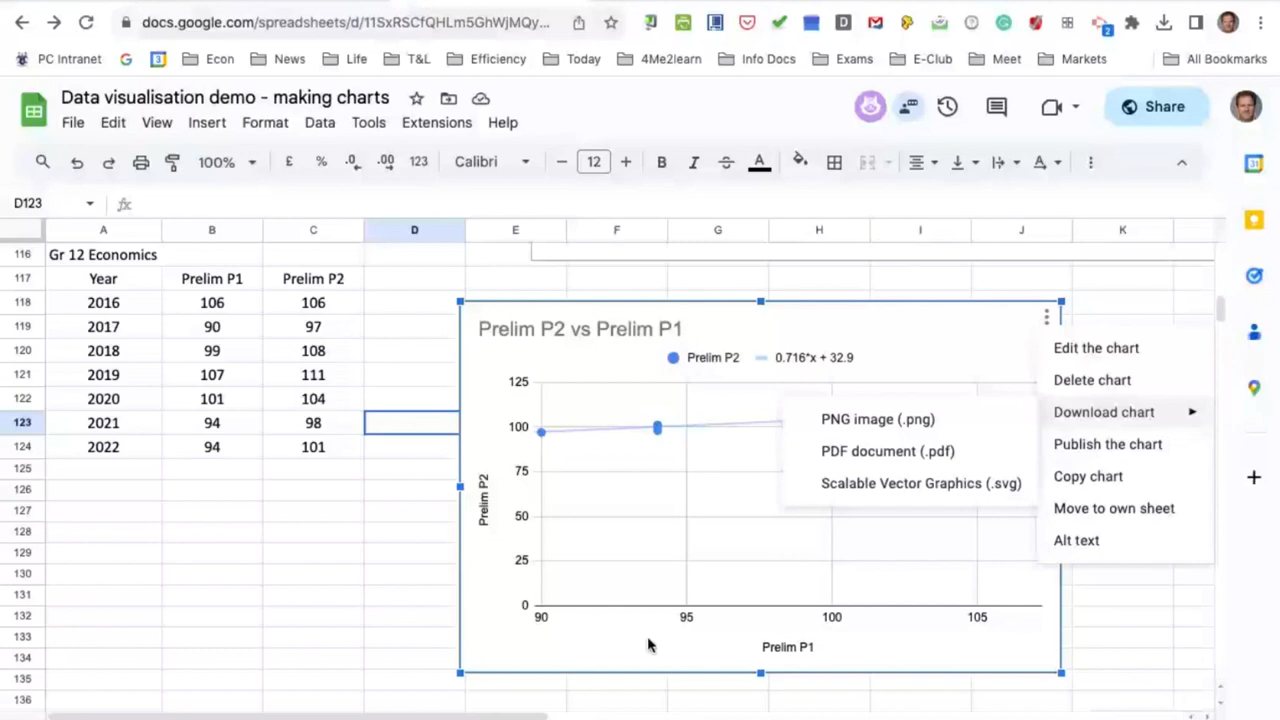 docs.google.com/spreadsheets/d/11SxRSCfQHLm5GhWjMQy...
2
PC Intranet
Econ
News
Life
T&L
Efficiency
Today
4Me2learn
Info Docs
Exams
E-Club
Meet
Markets
All Bookmarks
Data visualisation demo - making charts
Share
File Edit View Insert Format Data Tools Extensions Help
100% £ % .0 .00 123 Calibri 12 B I A
D123 fx
A B C D E F G H I J K
116 Gr 12 Economics
117 Year Prelim P1 Prelim P2
118 2016 106 106
119 2017 90 97
120 2018 99 108
121 2019 107 111
122 2020 101 104
123 2021 94 98
124 2022 94 101
125
126
127
128
129
130
131
132
133
134
135
136
Prelim P2 vs Prelim P1
Prelim P2 0.716*x + 32.9
125
100
75
50
25
0
90 95 100 105
Prelim P2
Prelim P1
Edit the chart
Delete chart
Download chart
Publish the chart
Copy chart
Move to own sheet
Alt text
PNG image (.png)
PDF document (.pdf)
Scalable Vector Graphics (.svg)